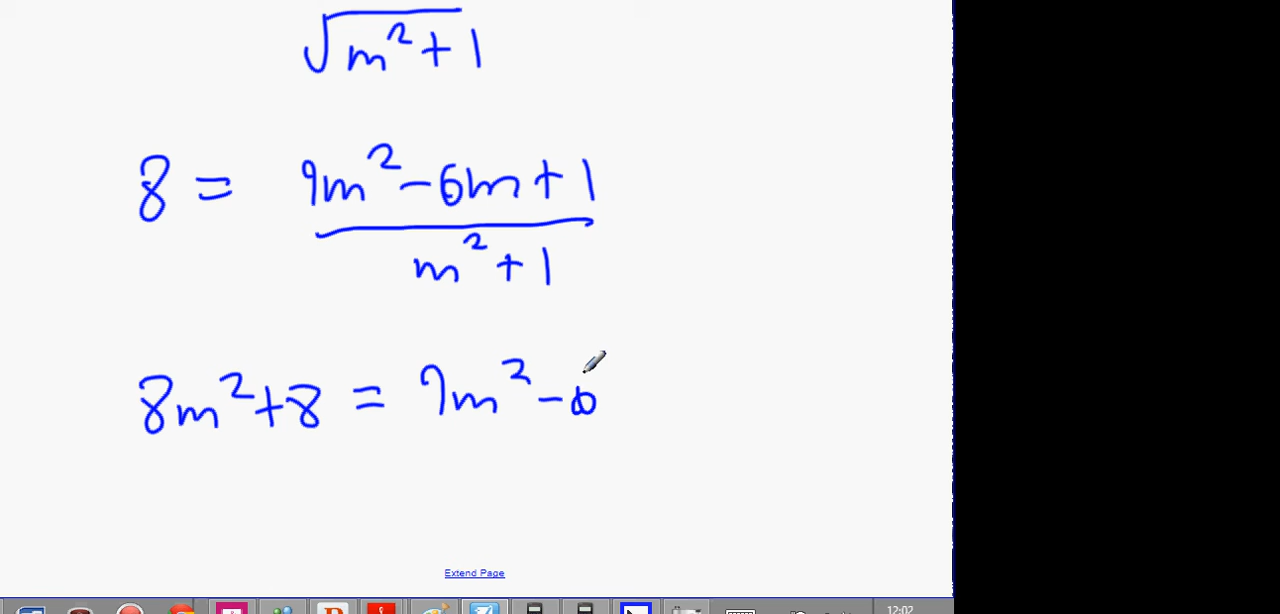 √m²+1
8 = 9m²-6m+1
m²+1
8m²+8 = 9m²-6
Extend Page
12:02